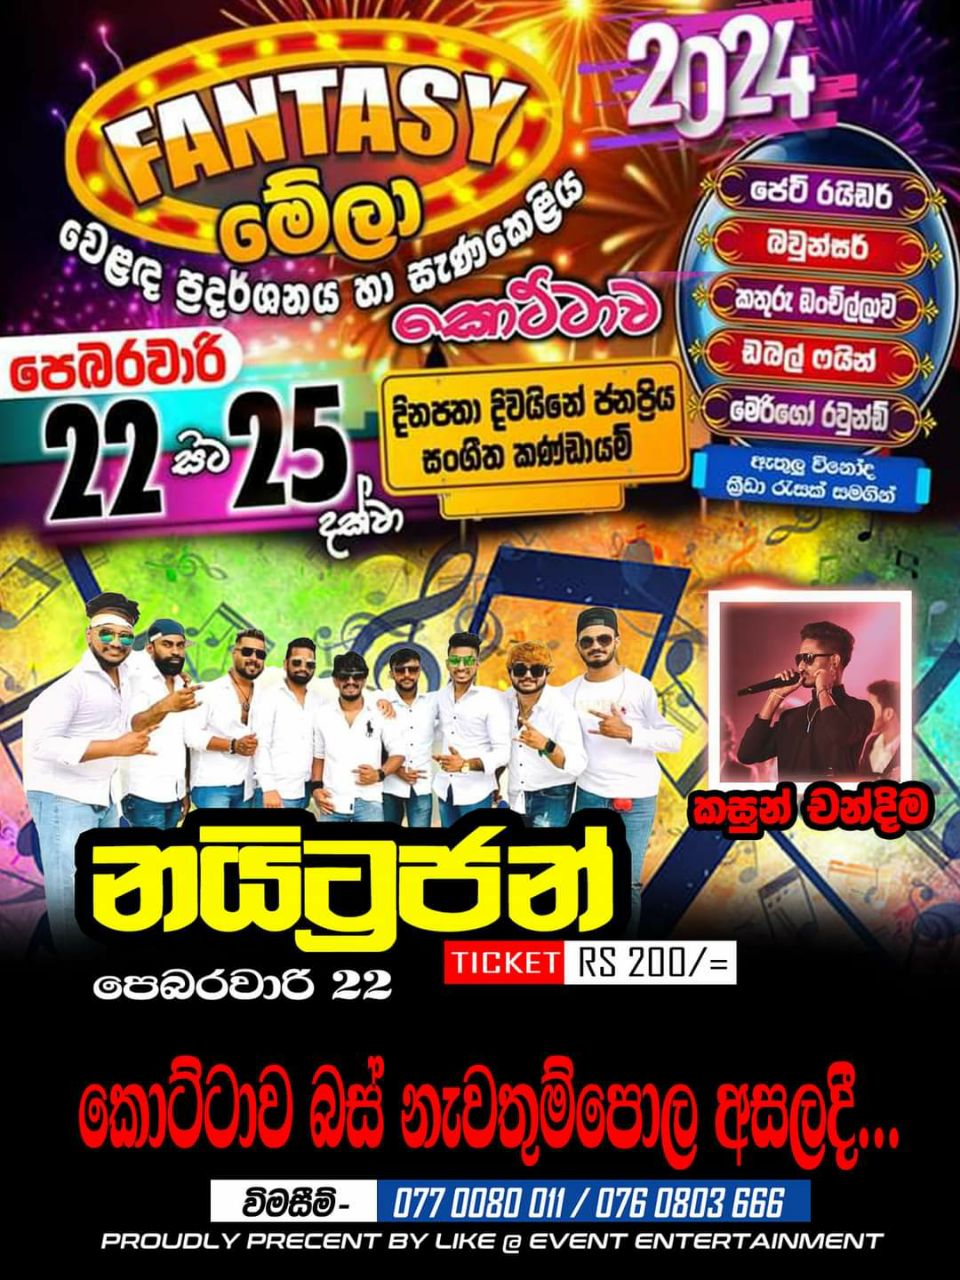 FANTASY
2024
මේලා
වෙළඳ ප්‍රදර්ශනය හා සැණකෙළිය
කොට්ටාව
ජෙට් රයිඩර්
බවුන්සර්
කතුරු ඔංචිල්ලාව
ඩබල් ෆයින්
මෙරිගෝ රවුන්ඩ්
ඇතුලු විනෝද
ක්‍රීඩා රැසක් සමගින්
පෙබරවාරි
22 සිට 25
දක්වා
දිනපතා දිවයිනේ ජනප්‍රිය
සංගීත කණ්ඩායම්
කසුන් චන්දිම
නයිට්‍රජන්
TICKET RS 200/=
පෙබරවාරි 22
කොට්ටාව බස් නැවතුම්පොල අසලදී...
විමසීම්- 077 0080 011 / 076 0803 666
PROUDLY PRECENT BY LIKE @ EVENT ENTERTAINMENT